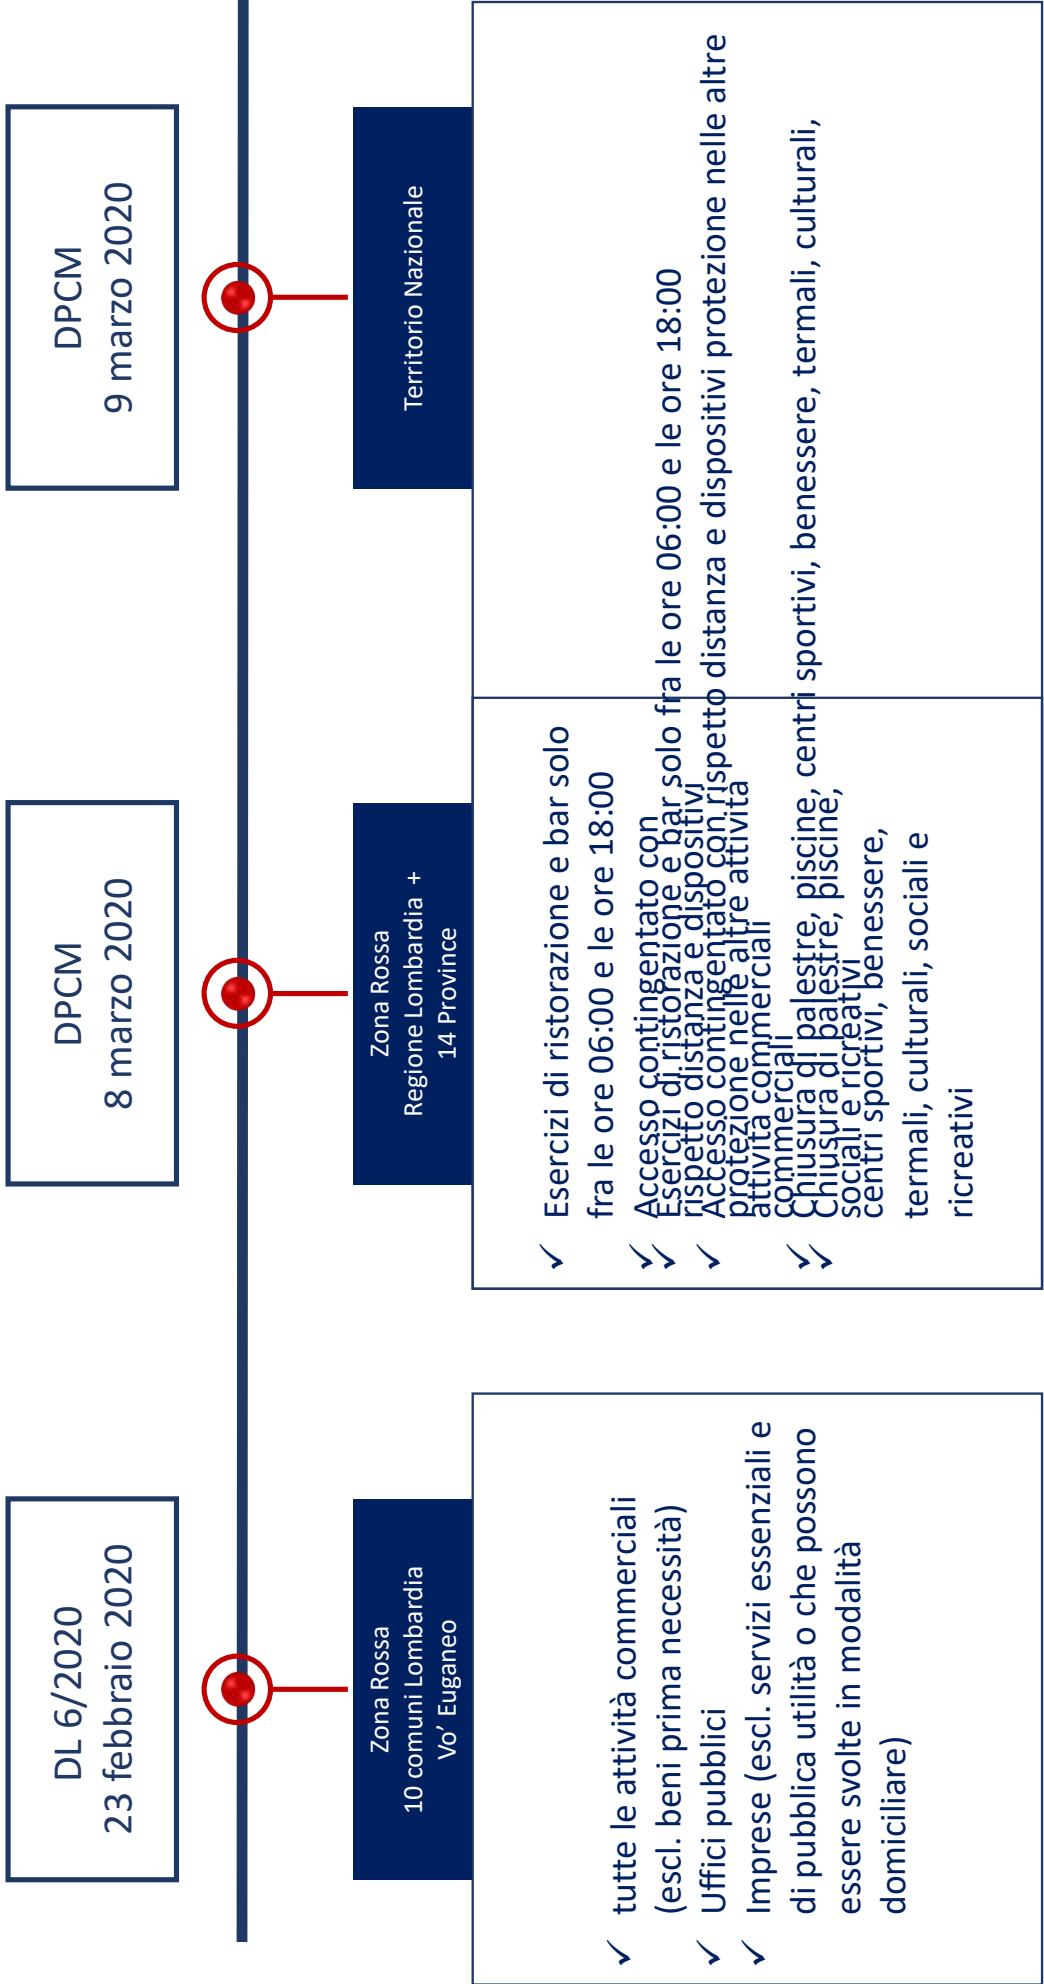 DL 6/2020
23 febbraio 2020
DPCM
8 marzo 2020
DPCM
9 marzo 2020
Zona Rossa
10 comuni Lombardia
Vo’ Euganeo
Zona Rossa
Regione Lombardia +
14 Province
Territorio Nazionale
✓ tutte le attività commerciali
(escl. beni prima necessità)
✓ Uffici pubblici
✓ Imprese (escl. servizi essenziali e
di pubblica utilità o che possono
essere svolte in modalità
domiciliare)
✓ Esercizi di ristorazione e bar solo
fra le ore 06:00 e le ore 18:00
✓ Accesso contingentato con
rispetto distanza e dispositivi
protezione nelle altre attività
commerciali
✓ Chiusura di palestre, piscine,
centri sportivi, benessere,
termali, culturali, sociali e
ricreativi
✓ Esercizi di ristorazione e bar solo fra le ore 06:00 e le ore 18:00
✓ Accesso contingentato con rispetto distanza e dispositivi protezione nelle altre
attività commerciali
✓ Chiusura di palestre, piscine, centri sportivi, benessere, termali, culturali,
sociali e ricreativi